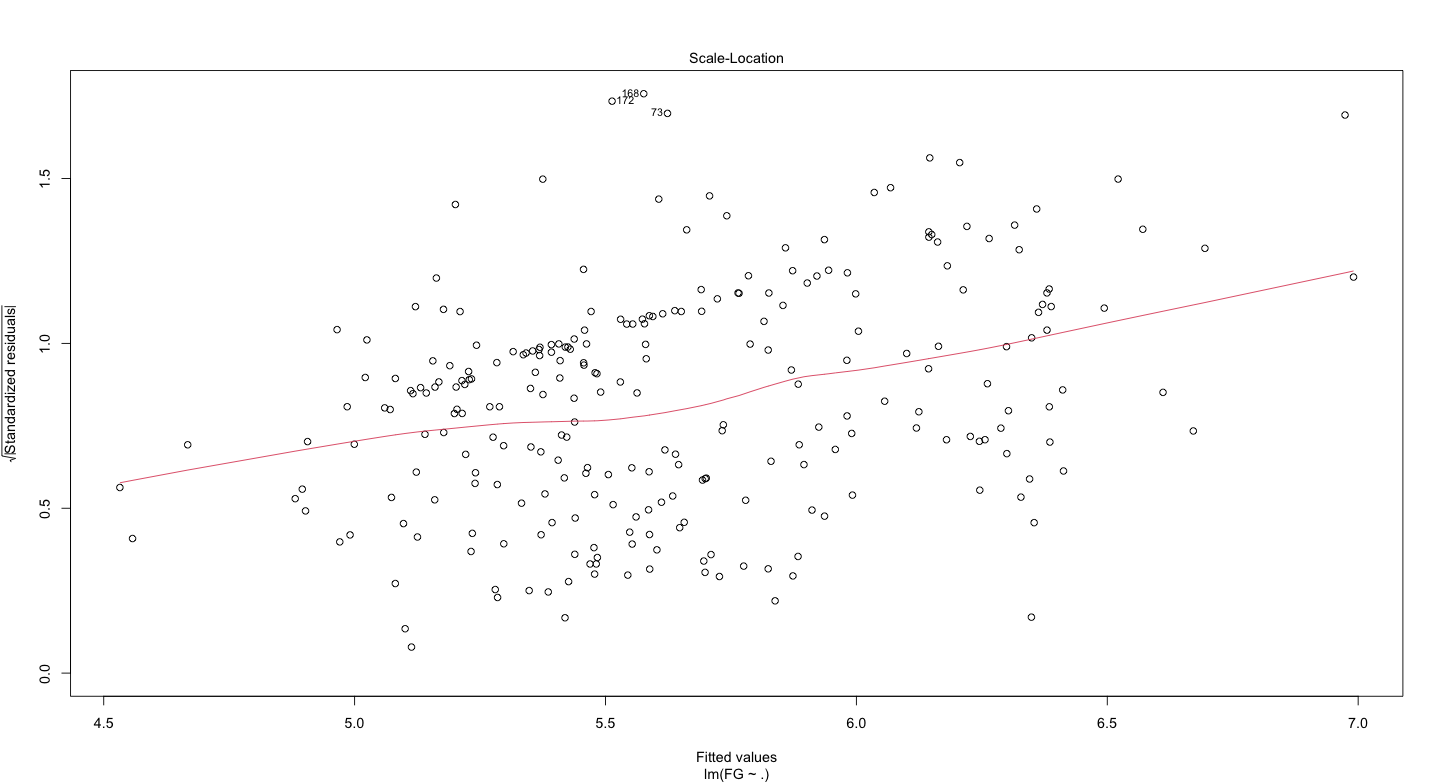 Scale-Location
168
172
73
1.5
1.0
0.5
0.0
√|Standardized residuals|
4.5 5.0 5.5 6.0 6.5 7.0
Fitted values
lm(FG ~ .)